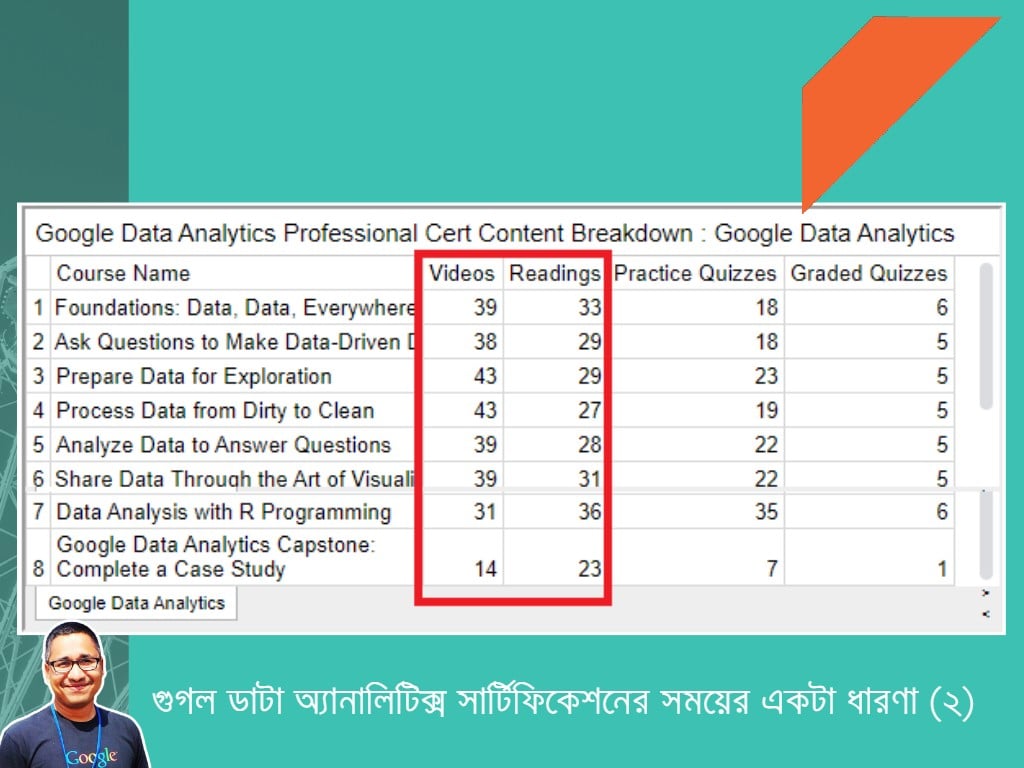 Google Data Analytics Professional Cert Content Breakdown : Google Data Analytics
Course Name Videos Readings Practice Quizzes Graded Quizzes
1 Foundations: Data, Data, Everywhere 39 33 18 6
2 Ask Questions to Make Data-Driven D 38 29 18 5
3 Prepare Data for Exploration 43 29 23 5
4 Process Data from Dirty to Clean 43 27 19 5
5 Analyze Data to Answer Questions 39 28 22 5
6 Share Data Through the Art of Visuali 39 31 22 5
7 Data Analysis with R Programming 31 36 35 6
Google Data Analytics Capstone:
8 Complete a Case Study 14 23 7 1
Google Data Analytics
Google
গুগল ডাটা অ্যানালিটিক্স সার্টিফিকেশনের সময়ের একটা ধারণা (২)